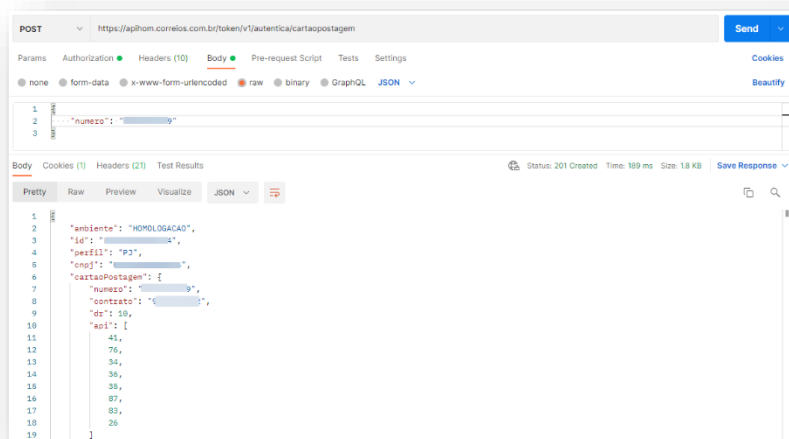 POST https://apihom.correios.com.br/token/v1/autentica/cartaopostagem Send
Params Authorization Headers (10) Body Pre-request Script Tests Settings Cookies
none form-data x-www-form-urlencoded raw binary GraphQL JSON Beautify
1 {
2 "numero": "9"
3 }
Body Cookies (1) Headers (21) Test Results Status: 201 Created Time: 189 ms Size: 1.8 KB Save Response
Pretty Raw Preview Visualize JSON
1 {
2 "ambiente": "HOMOLOGACAO",
3 "id": "4",
4 "perfil": "PJ",
5 "cnpj": "",
6 "cartaoPostagem": {
7 "numero": "9",
8 "contrato": "9",
9 "dr": 10,
10 "api": [
11 41,
12 76,
13 34,
14 36,
15 35,
16 87,
17 83,
18 26
19 ]